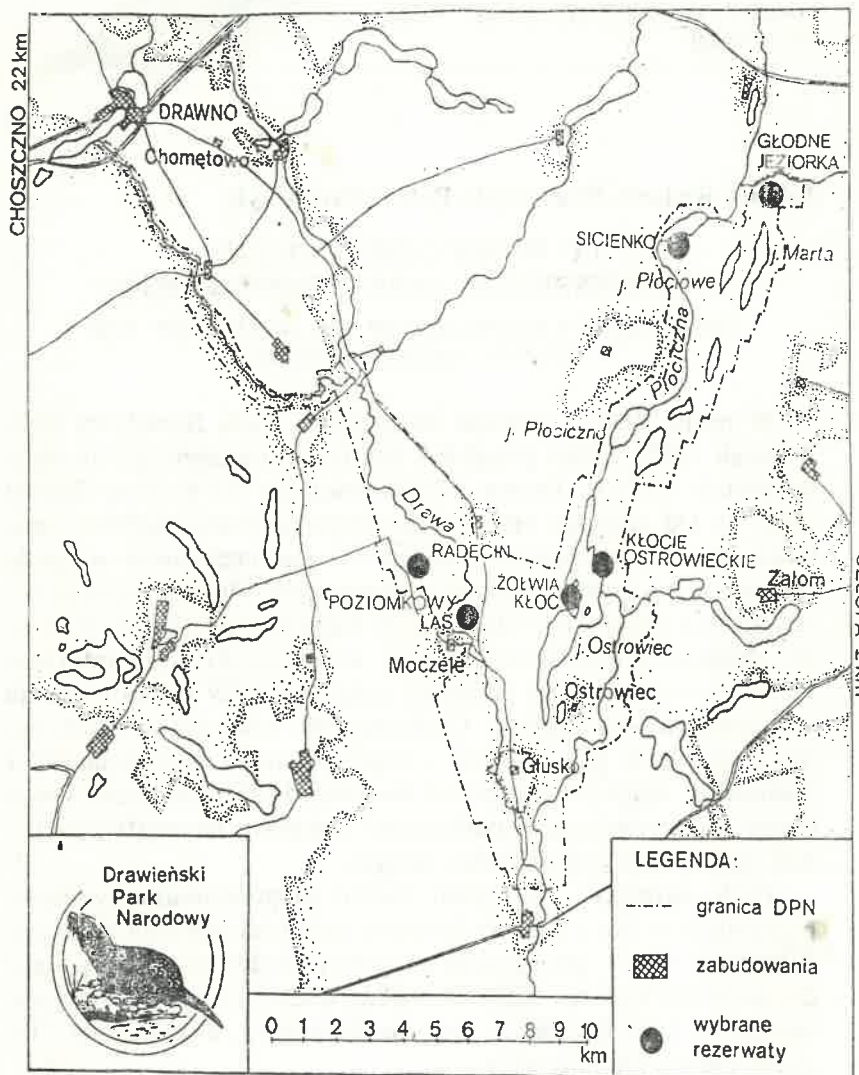 CHOSZCZNO 22 km
DRAWNO
Chomętowo
GŁODNE
JEZIORKA
SICIENKO
j. Marta
j. Płociowe
Płociczna
j. Płociczno
Drawa
RADĘCIN
KŁOCIE
OSTROWIECKIE
ŻÓŁWIA
KŁOĆ
Załom
POZIOMKOWY
LAS
j. Ostrowiec
Moczele
Ostrowiec
Głusko
Drawieński
Park
Narodowy
LEGENDA:
granica DPN
zabudowania
wybrane
rezerwaty
0 1 2 3 4 5 6 7 8 9 10
km